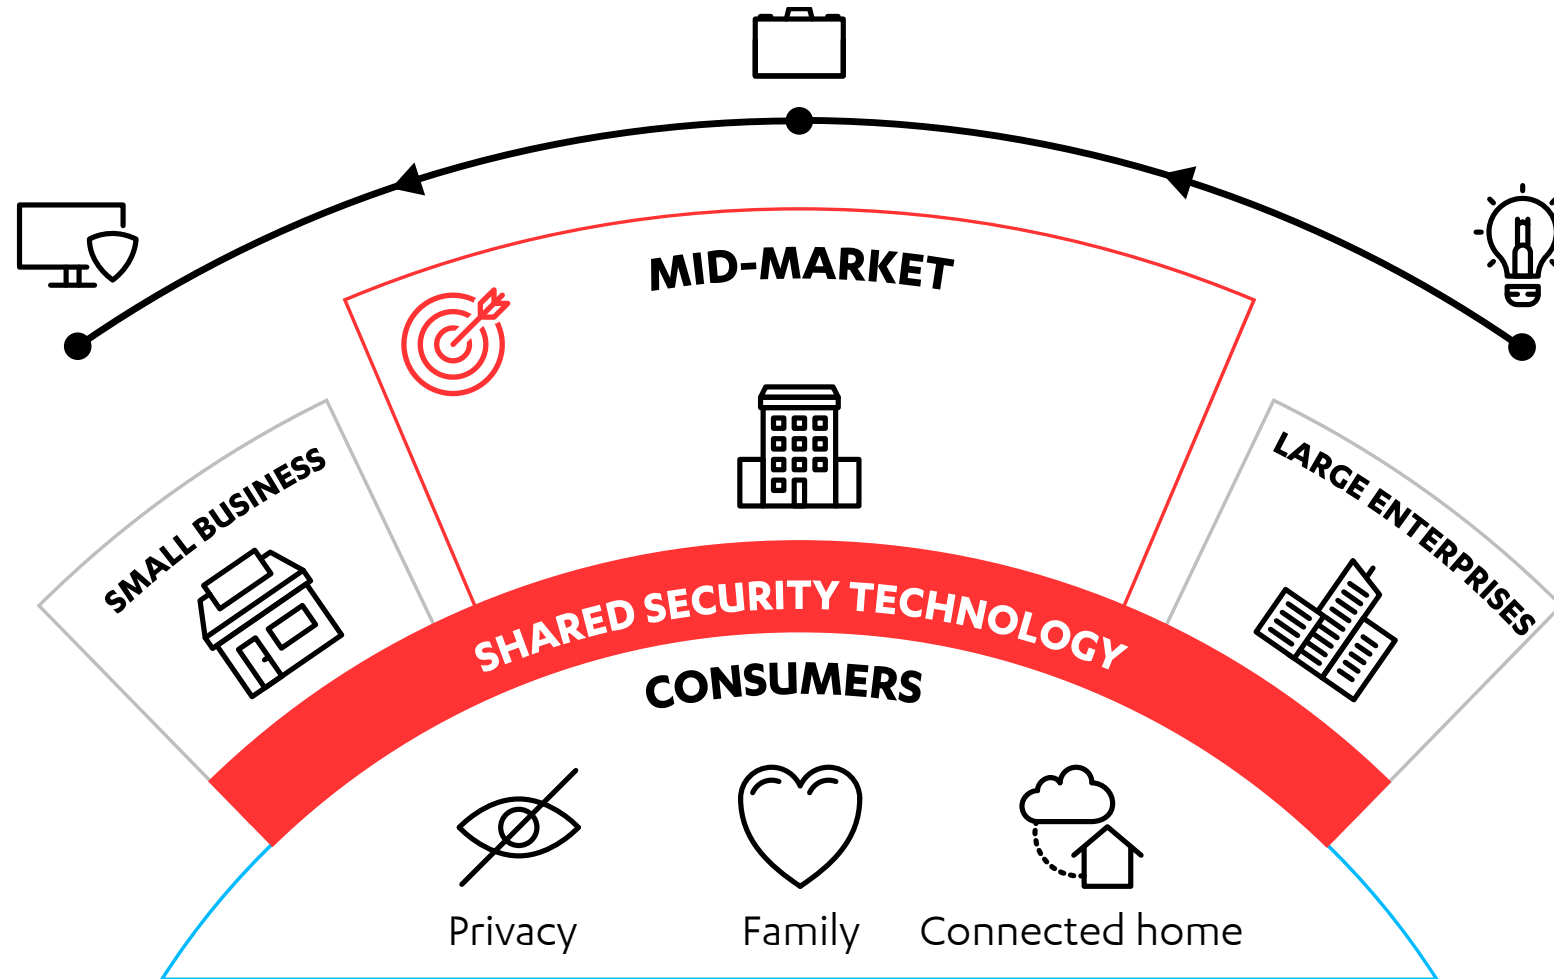 MID-MARKET
SMALL BUSINESS
LARGE ENTERPRISES
SHARED SECURITY TECHNOLOGY
CONSUMERS
Privacy
Family
Connected home